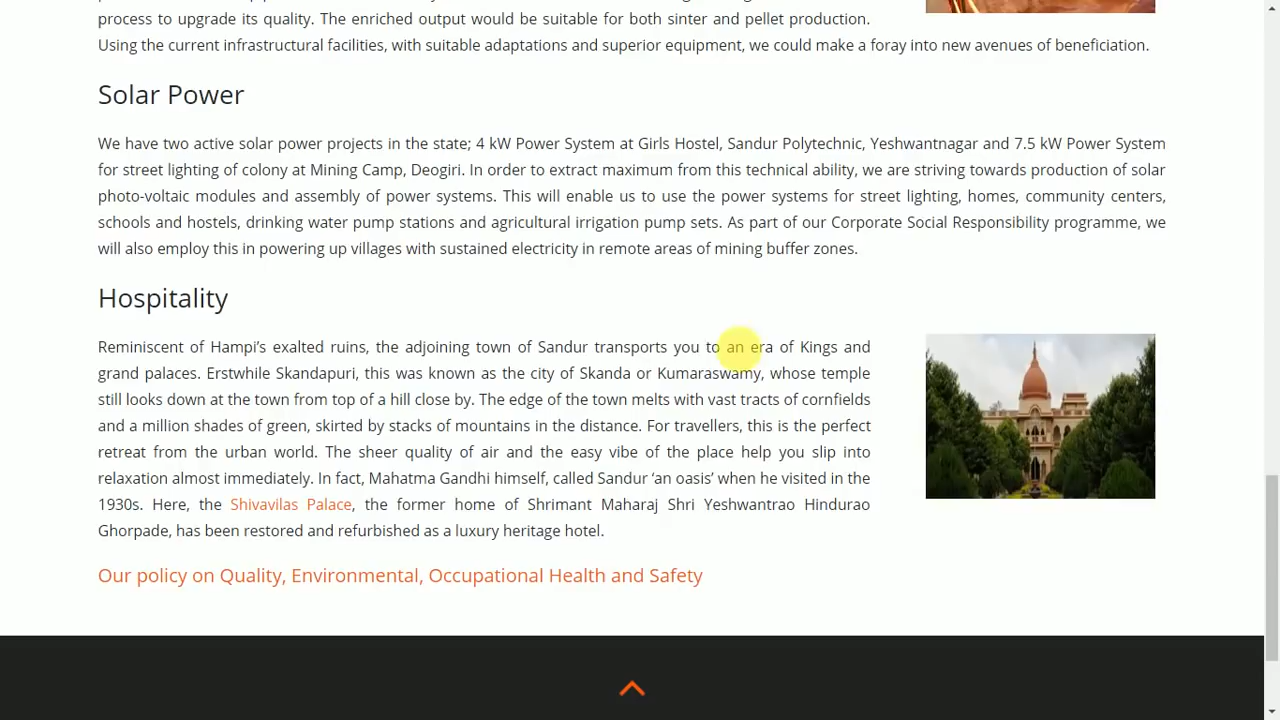 process to upgrade its quality. The enriched output would be suitable for both sinter and pellet production.
Using the current infrastructural facilities, with suitable adaptations and superior equipment, we could make a foray into new avenues of beneficiation.
Solar Power
We have two active solar power projects in the state; 4 kW Power System at Girls Hostel, Sandur Polytechnic, Yeshwantnagar and 7.5 kW Power System
for street lighting of colony at Mining Camp, Deogiri. In order to extract maximum from this technical ability, we are striving towards production of solar
photo-voltaic modules and assembly of power systems. This will enable us to use the power systems for street lighting, homes, community centers,
schools and hostels, drinking water pump stations and agricultural irrigation pump sets. As part of our Corporate Social Responsibility programme, we
will also employ this in powering up villages with sustained electricity in remote areas of mining buffer zones.
Hospitality
Reminiscent of Hampi’s exalted ruins, the adjoining town of Sandur transports you to an era of Kings and
grand palaces. Erstwhile Skandapuri, this was known as the city of Skanda or Kumaraswamy, whose temple
still looks down at the town from top of a hill close by. The edge of the town melts with vast tracts of cornfields
and a million shades of green, skirted by stacks of mountains in the distance. For travellers, this is the perfect
retreat from the urban world. The sheer quality of air and the easy vibe of the place help you slip into
relaxation almost immediately. In fact, Mahatma Gandhi himself, called Sandur ‘an oasis’ when he visited in the
1930s. Here, the Shivavilas Palace, the former home of Shrimant Maharaj Shri Yeshwantrao Hindurao
Ghorpade, has been restored and refurbished as a luxury heritage hotel.
Our policy on Quality, Environmental, Occupational Health and Safety